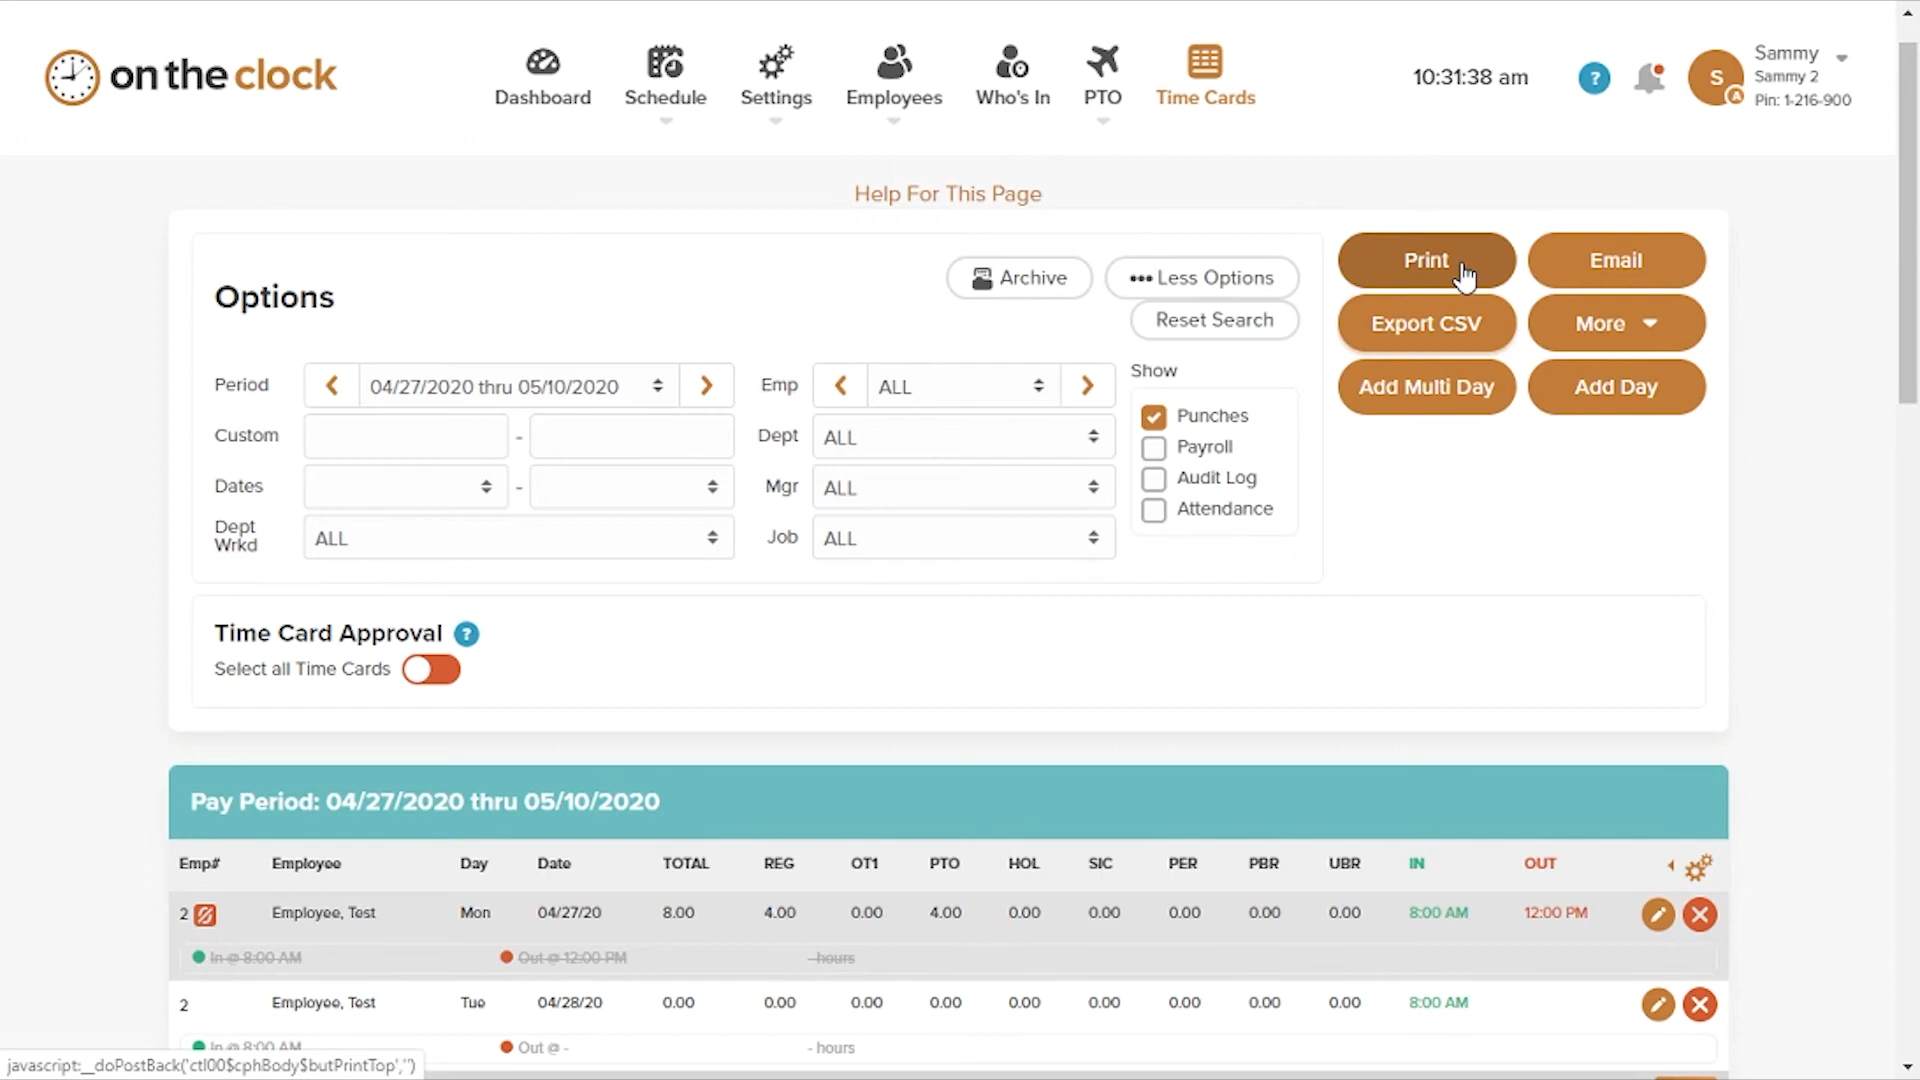 on the clock
Dashboard Schedule Settings Employees Who's In PTO Time Cards
10:31:38 am
?
S
A
Sammy
Sammy 2
Pin: 1-216-900
Help For This Page
Options
Archive
••• Less Options
Reset Search
Print
Email
Export CSV
More
Add Multi Day
Add Day
Period 04/27/2020 thru 05/10/2020 Emp ALL
Custom - Dept ALL
Dates - Mgr ALL
Dept Wrkd ALL Job ALL
Show
Punches
Payroll
Audit Log
Attendance
Time Card Approval ?
Select all Time Cards
Pay Period: 04/27/2020 thru 05/10/2020
Emp# Employee Day Date TOTAL REG OT1 PTO HOL SIC PER PBR UBR IN OUT
2 Employee, Test Mon 04/27/20 8.00 4.00 0.00 4.00 0.00 0.00 0.00 0.00 0.00 8:00 AM 12:00 PM
In @ 8:00 AM Out @ 12:00 PM - hours
2 Employee, Test Tue 04/28/20 0.00 0.00 0.00 0.00 0.00 0.00 0.00 0.00 0.00 8:00 AM
In @ 8:00 AM Out @ - - hours
javascript:__doPostBack('ctl00$cphBody$butPrintTop','')